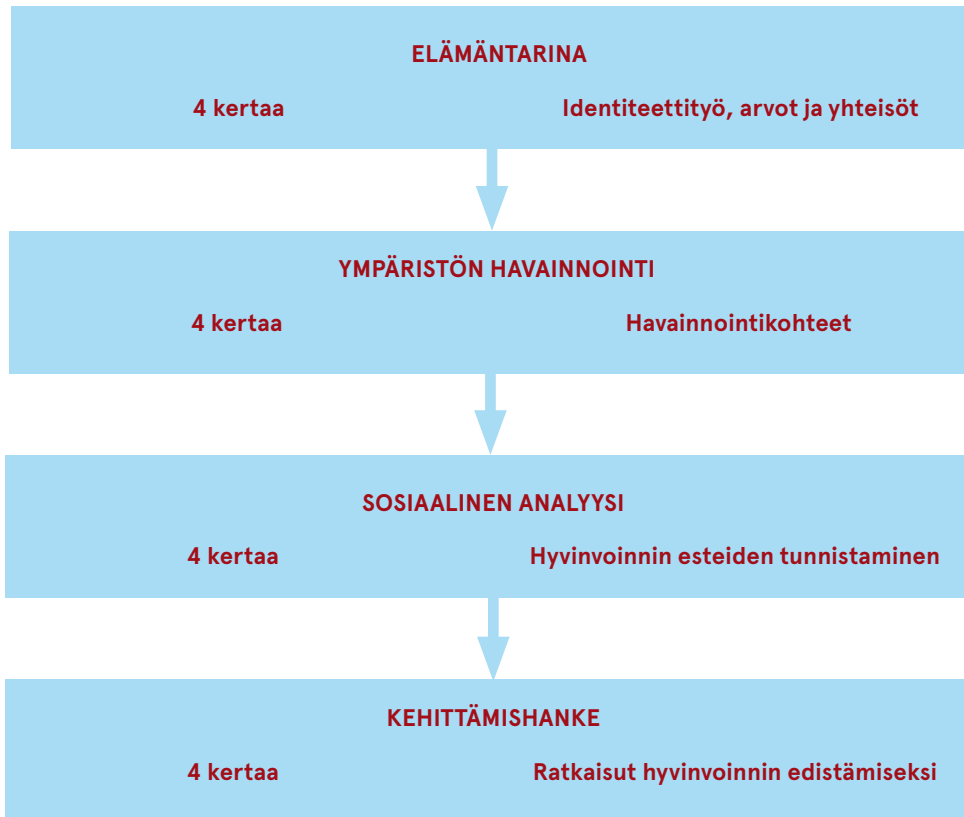 ELÄMÄNTARINA
4 kertaa Identiteettityö, arvot ja yhteisöt
YMPÄRISTÖN HAVAINNOINTI
4 kertaa Havainnointikohteet
SOSIAALINEN ANALYYSI
4 kertaa Hyvinvoinnin esteiden tunnistaminen
KEHITTÄMISHANKE
4 kertaa Ratkaisut hyvinvoinnin edistämiseksi